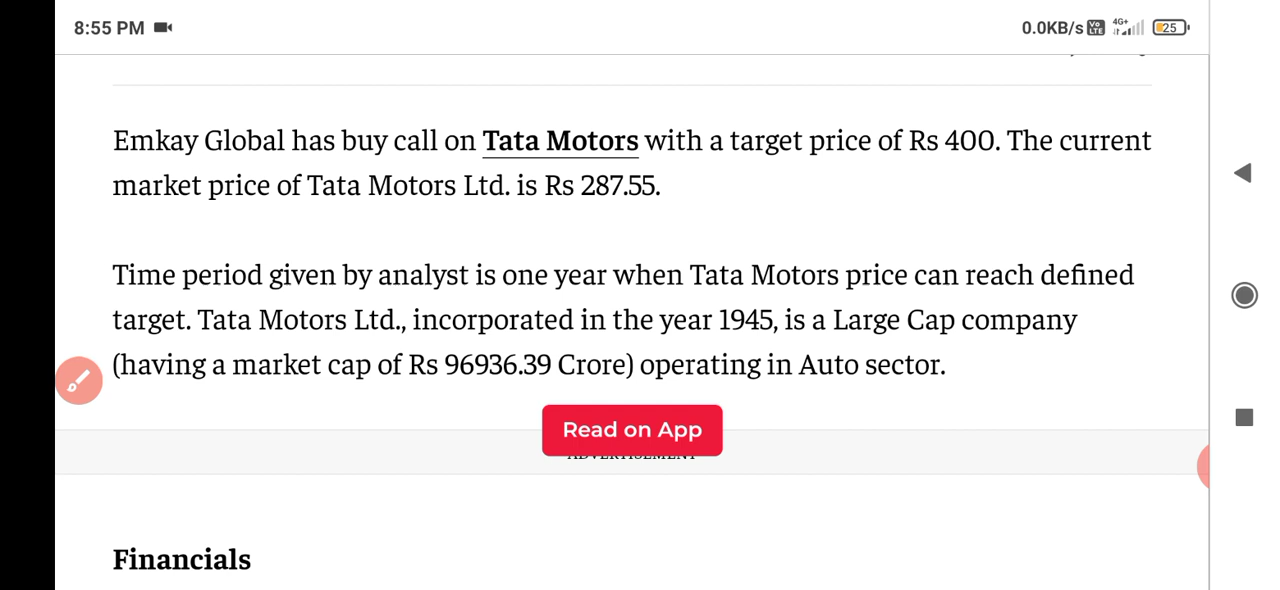 8:55 PM
0.0KB/s Vo LTE 4G+ 25
Emkay Global has buy call on Tata Motors with a target price of Rs 400. The current
market price of Tata Motors Ltd. is Rs 287.55.
Time period given by analyst is one year when Tata Motors price can reach defined
target. Tata Motors Ltd., incorporated in the year 1945, is a Large Cap company
(having a market cap of Rs 96936.39 Crore) operating in Auto sector.
Read on App
ADVERTISEMENT
Financials